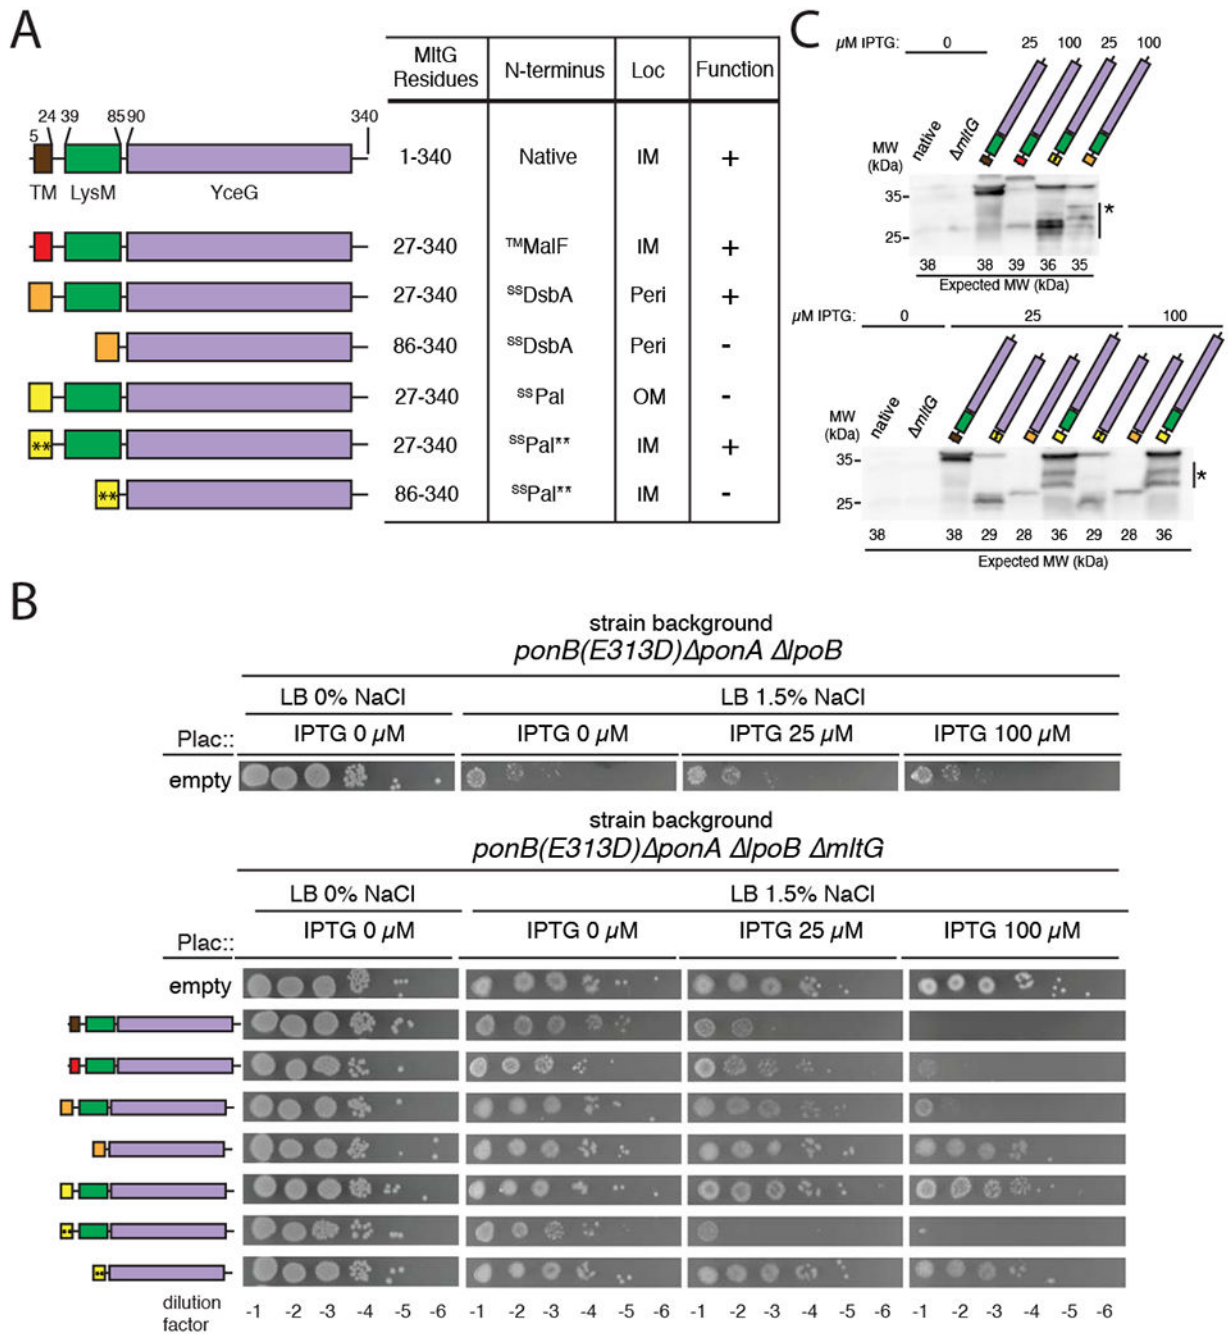 A
MltG Residues N-terminus Loc Function
5 24 39 85 90 340
TM LysM YceG
1-340 Native IM +
27-340 TMMalF IM +
27-340 SSDsbA Peri +
86-340 SSDsbA Peri -
27-340 SSPal OM -
** 27-340 SSPal** IM +
** 86-340 SSPal** IM -
C
µM IPTG: 0 25 100 25 100
MW (kDa) native ΔmltG
35-
25-
*
38 38 39 36 35
Expected MW (kDa)
µM IPTG: 0 25 100
MW (kDa) native ΔmltG
35-
25-
*
38 38 29 28 36 29 28 36
Expected MW (kDa)
B
strain background
ponB(E313D)ΔponA ΔlpoB
LB 0% NaCl LB 1.5% NaCl
Plac:: IPTG 0 µM IPTG 0 µM IPTG 25 µM IPTG 100 µM
empty
strain background
ponB(E313D)ΔponA ΔlpoB ΔmltG
LB 0% NaCl LB 1.5% NaCl
Plac:: IPTG 0 µM IPTG 0 µM IPTG 25 µM IPTG 100 µM
empty
dilution factor -1 -2 -3 -4 -5 -6 -1 -2 -3 -4 -5 -6 -1 -2 -3 -4 -5 -6 -1 -2 -3 -4 -5 -6